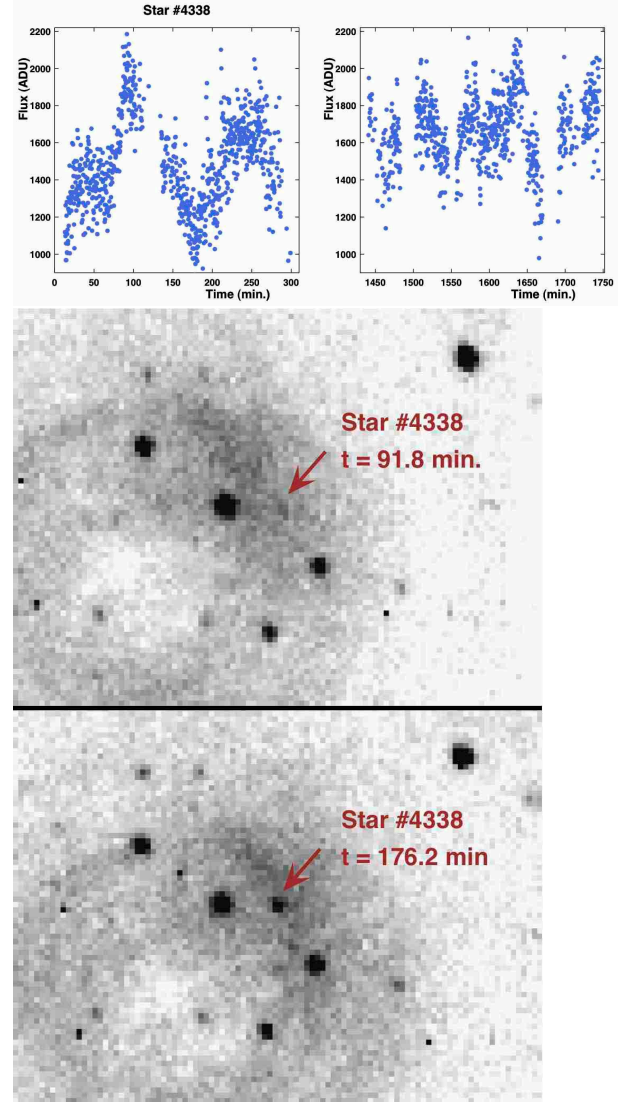 Star #4338
Flux (ADU)
2200
2000
1800
1600
1400
1200
1000
0 50 100 150 200 250 300
Time (min.)
Flux (ADU)
2200
2000
1800
1600
1400
1200
1000
1450 1500 1550 1600 1650 1700 1750
Time (min.)
Star #4338
t = 91.8 min.
Star #4338
t = 176.2 min